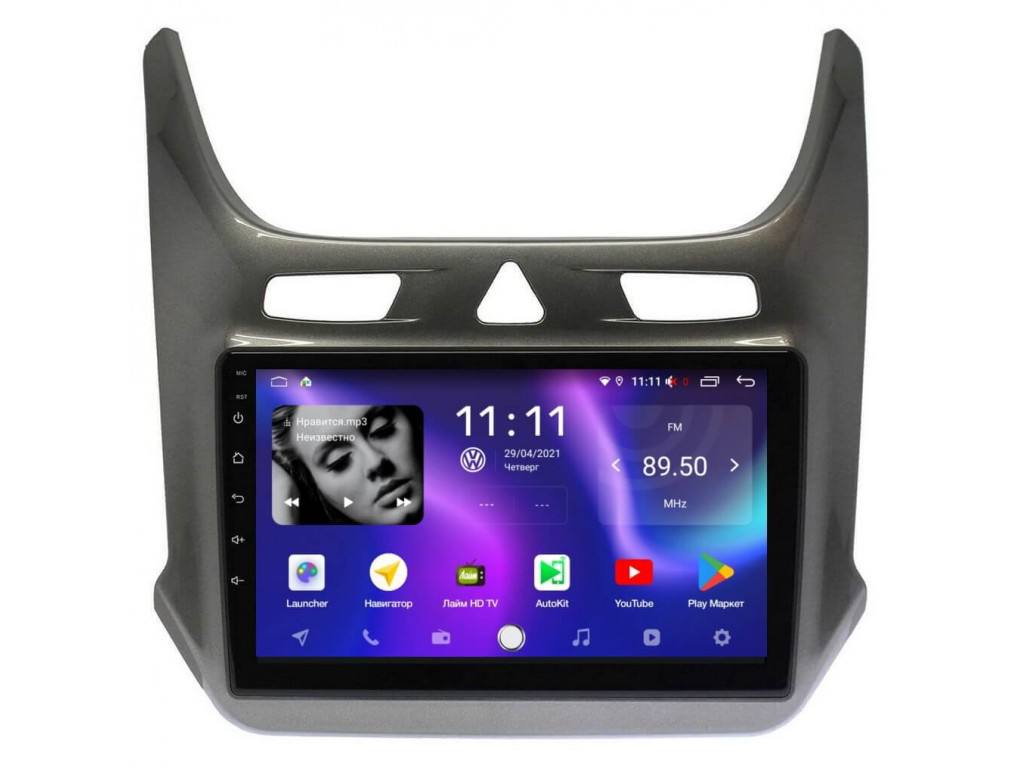 MIC
RST
11:11
0
Нравится.mp3
Неизвестно
11:11
29/04/2021
Четверг
--- ---
FM
89.50
MHz
Launcher
Навигатор
Лайм HD TV
AutoKit
YouTube
Play Маркет